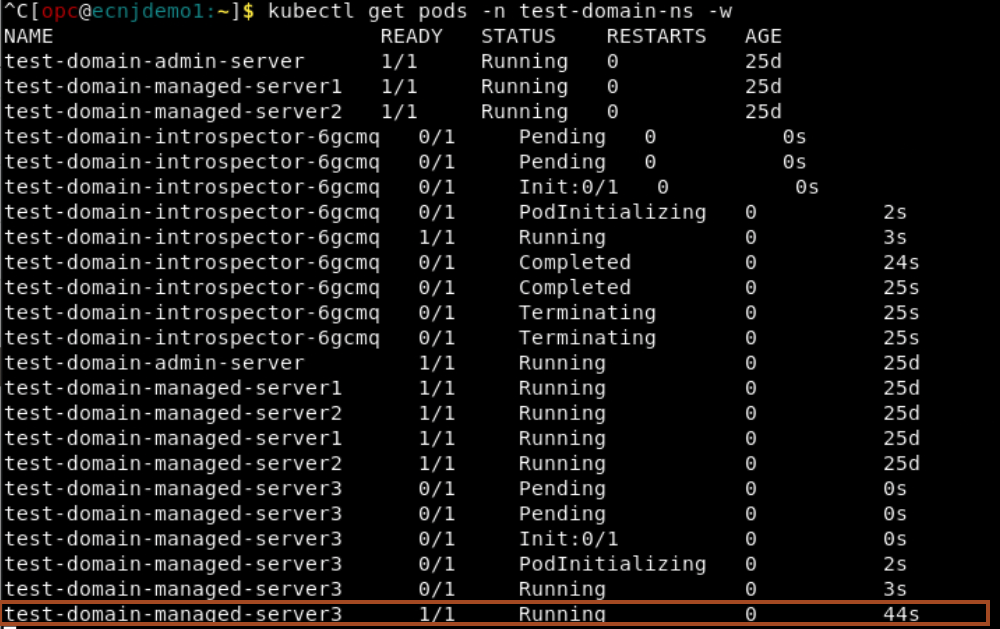 ^C[opc@ecnjdemo1:~]$ kubectl get pods -n test-domain-ns -w
NAME                          READY   STATUS    RESTARTS   AGE
test-domain-admin-server      1/1     Running   0          25d
test-domain-managed-server1   1/1     Running   0          25d
test-domain-managed-server2   1/1     Running   0          25d
test-domain-introspector-6gcmq   0/1     Pending   0          0s
test-domain-introspector-6gcmq   0/1     Pending   0          0s
test-domain-introspector-6gcmq   0/1     Init:0/1   0          0s
test-domain-introspector-6gcmq   0/1     PodInitializing   0          2s
test-domain-introspector-6gcmq   1/1     Running           0          3s
test-domain-introspector-6gcmq   0/1     Completed         0          24s
test-domain-introspector-6gcmq   0/1     Completed         0          25s
test-domain-introspector-6gcmq   0/1     Terminating       0          25s
test-domain-introspector-6gcmq   0/1     Terminating       0          25s
test-domain-admin-server         1/1     Running           0          25d
test-domain-managed-server1      1/1     Running           0          25d
test-domain-managed-server2      1/1     Running           0          25d
test-domain-managed-server1      1/1     Running           0          25d
test-domain-managed-server2      1/1     Running           0          25d
test-domain-managed-server3      0/1     Pending           0          0s
test-domain-managed-server3      0/1     Pending           0          0s
test-domain-managed-server3      0/1     Init:0/1          0          0s
test-domain-managed-server3      0/1     PodInitializing   0          2s
test-domain-managed-server3      0/1     Running           0          3s
test-domain-managed-server3      1/1     Running           0          44s